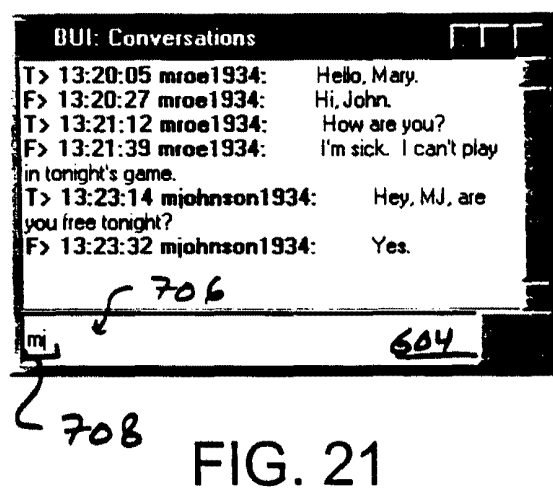 BUI: Conversations
T> 13:20:05 mroe1934: Hello, Mary.
F> 13:20:27 mroe1934: Hi, John.
T> 13:21:12 mroe1934: How are you?
F> 13:21:39 mroe1934: I'm sick. I can't play
in tonight's game.
T> 13:23:14 mjohnson1934: Hey, MJ, are
you free tonight?
F> 13:23:32 mjohnson1934: Yes.
706
mj
604
708
FIG. 21